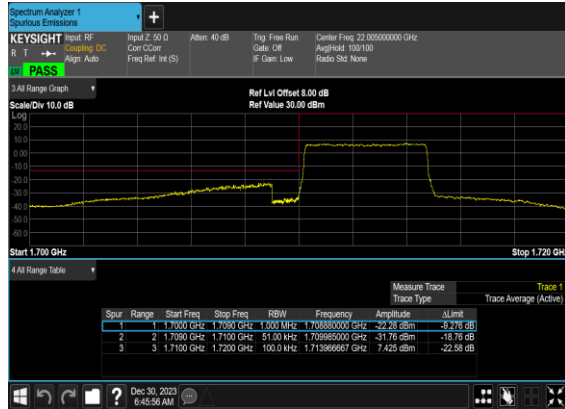 Spectrum Analyzer 1
Spurious Emissions
KEYSIGHT Input: RF Input Z: 50 Ω Atten: 40 dB Trig: Free Run Center Freq: 22.005000000 GHz
R T Coupling: DC Corr CCorr Gate: Off Avg|Hold: 100/100
Align: Auto Freq Ref: Int (S) IF Gain: Low Radio Std: None
LV PASS
3 All Range Graph Ref Lvl Offset 8.00 dB
Scale/Div 10.0 dB Ref Value 30.00 dBm
Log
20.0
10.0
0.00
-10.0
-20.0
-30.0
-40.0
-50.0
-60.0
Start 1.700 GHz Stop 1.720 GHz
4 All Range Table
Measure Trace Trace 1
Trace Type Trace Average (Active)
Spur Range Start Freq Stop Freq RBW Frequency Amplitude ΔLimit
1 1 1.7000 GHz 1.7090 GHz 1.000 MHz 1.708880000 GHz -22.28 dBm -9.276 dB
2 2 1.7090 GHz 1.7100 GHz 51.00 kHz 1.709985000 GHz -31.76 dBm -18.76 dB
3 3 1.7100 GHz 1.7200 GHz 100.0 kHz 1.713966667 GHz 7.425 dBm -22.58 dB
? Dec 30, 2023
6:45:56 AM